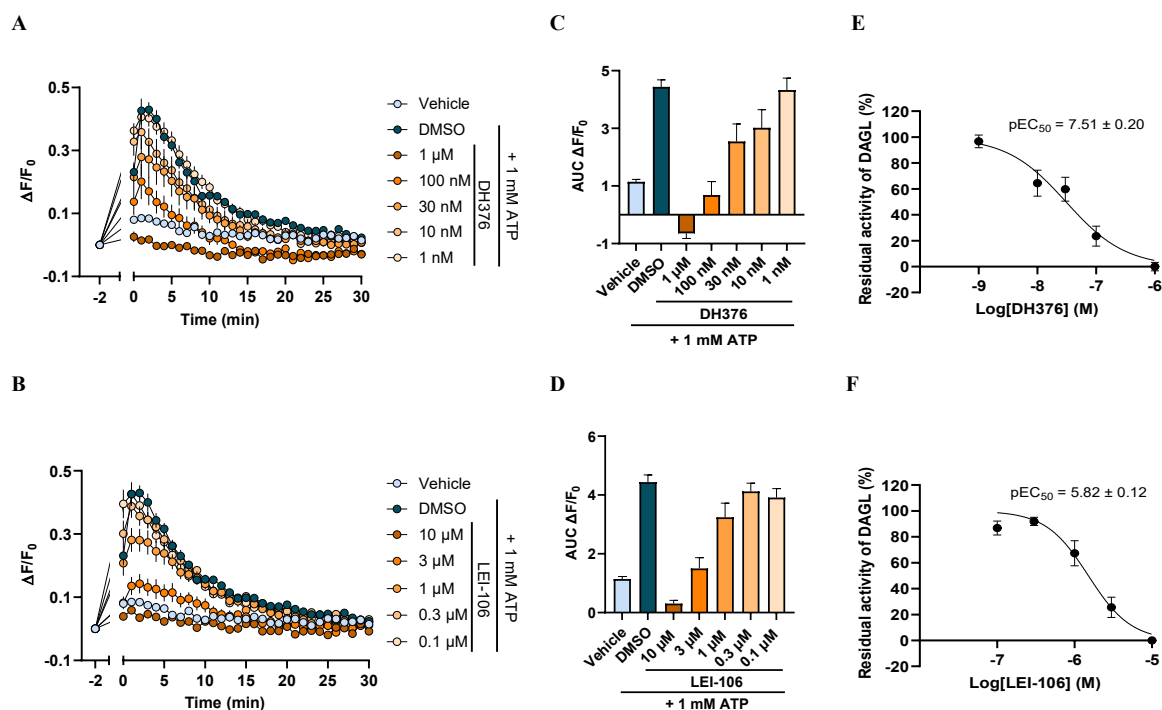 A
ΔF/F0
0.5
0.3
0.1
-0.1
-2
0
5
10
15
20
25
30
Time (min)
Vehicle
DMSO
1 µM
100 nM
30 nM
10 nM
1 nM
DH376
+ 1 mM ATP
C
AUC ΔF/F0
5
3
1
-1
Vehicle
DMSO
1 µM
100 nM
30 nM
10 nM
1 nM
DH376
+ 1 mM ATP
E
Residual activity of DAGL (%)
120
100
80
60
40
20
0
-20
pEC50 = 7.51 ± 0.20
-9
-8
-7
-6
Log[DH376] (M)
B
ΔF/F0
0.5
0.3
0.1
-0.1
-2
0
5
10
15
20
25
30
Time (min)
Vehicle
DMSO
10 µM
3 µM
1 µM
0.3 µM
0.1 µM
LEI-106
+ 1 mM ATP
D
AUC ΔF/F0
6
4
2
0
Vehicle
DMSO
10 µM
3 µM
1 µM
0.3 µM
0.1 µM
LEI-106
+ 1 mM ATP
F
Residual activity of DAGL (%)
120
100
80
60
40
20
0
-20
pEC50 = 5.82 ± 0.12
-7
-6
-5
Log[LEI-106] (M)